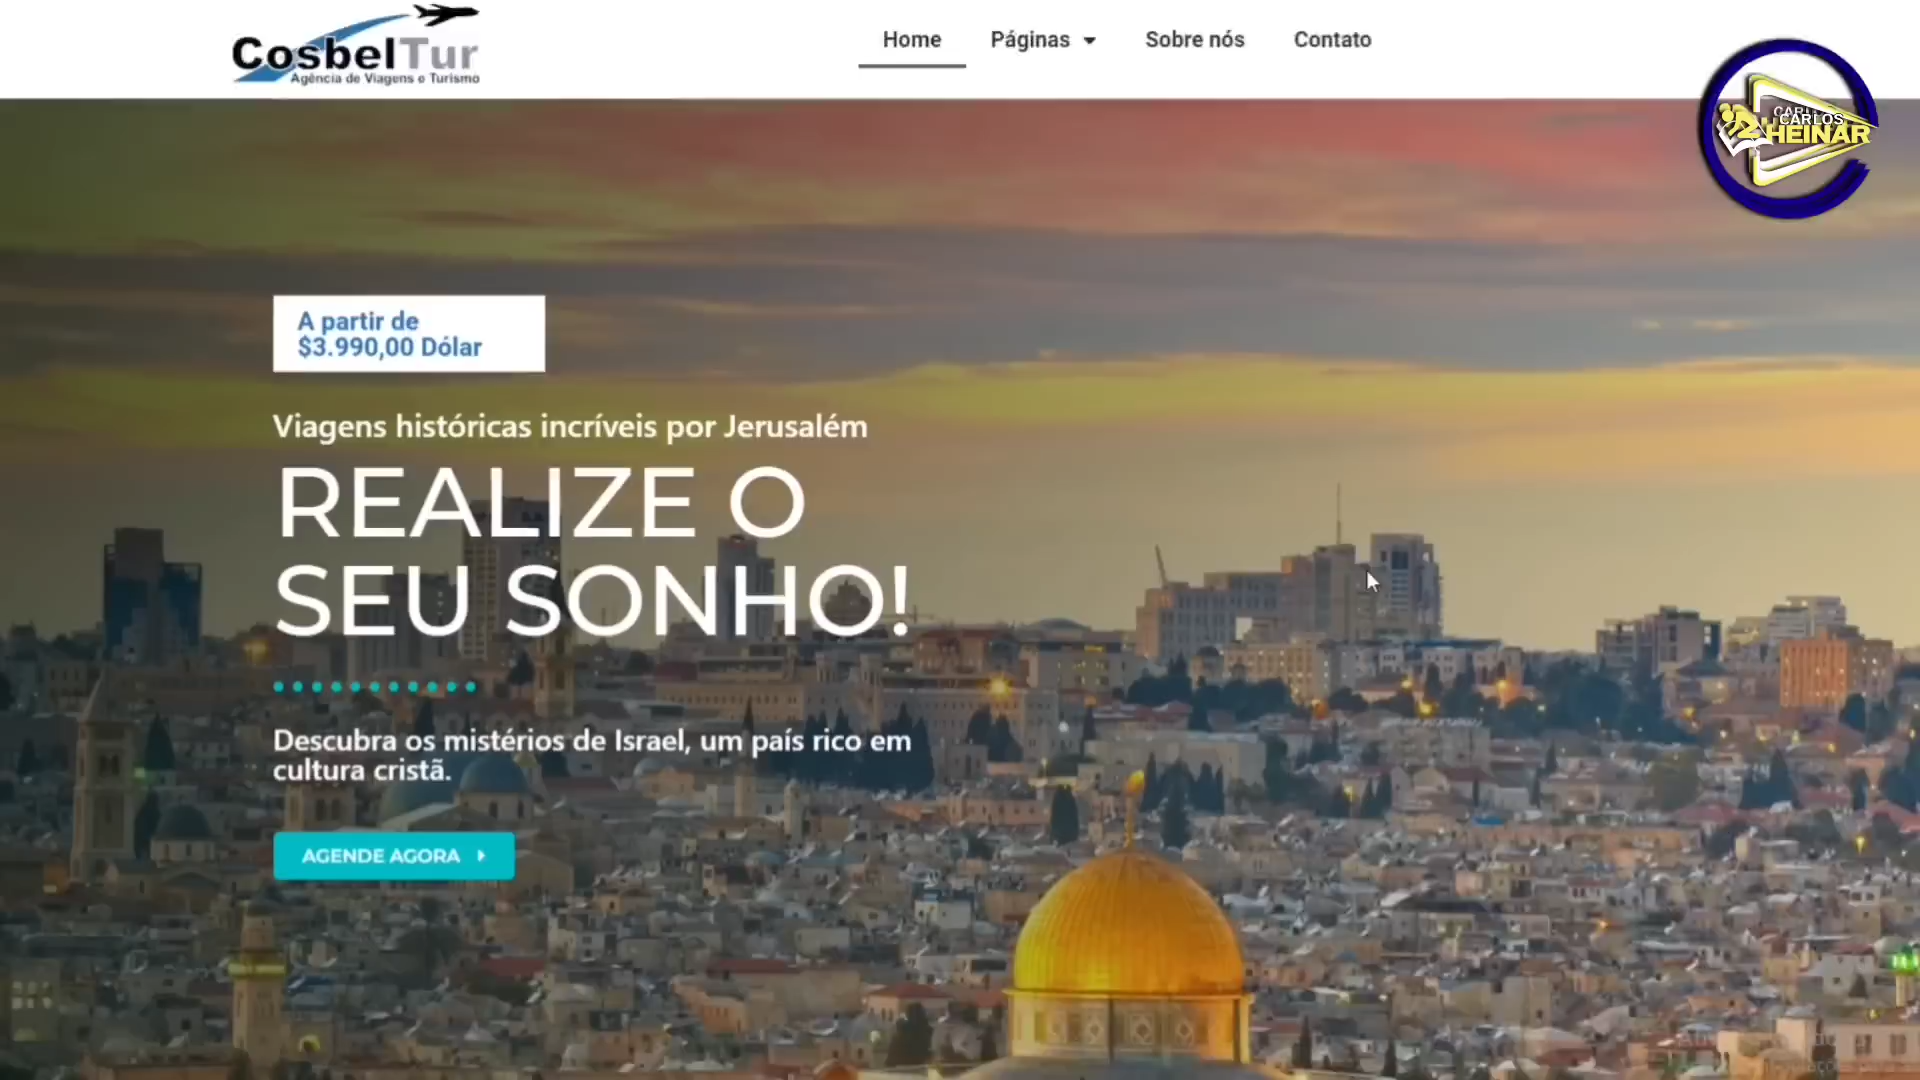 CosbelTur
Agência de Viagens e Turismo
Home
Páginas
Sobre nós
Contato
CARLOS
HEINAR
A partir de
$3.990,00 Dólar
Viagens históricas incríveis por Jerusalém
REALIZE O
SEU SONHO!
Descubra os mistérios de Israel, um país rico em
cultura cristã.
AGENDE AGORA